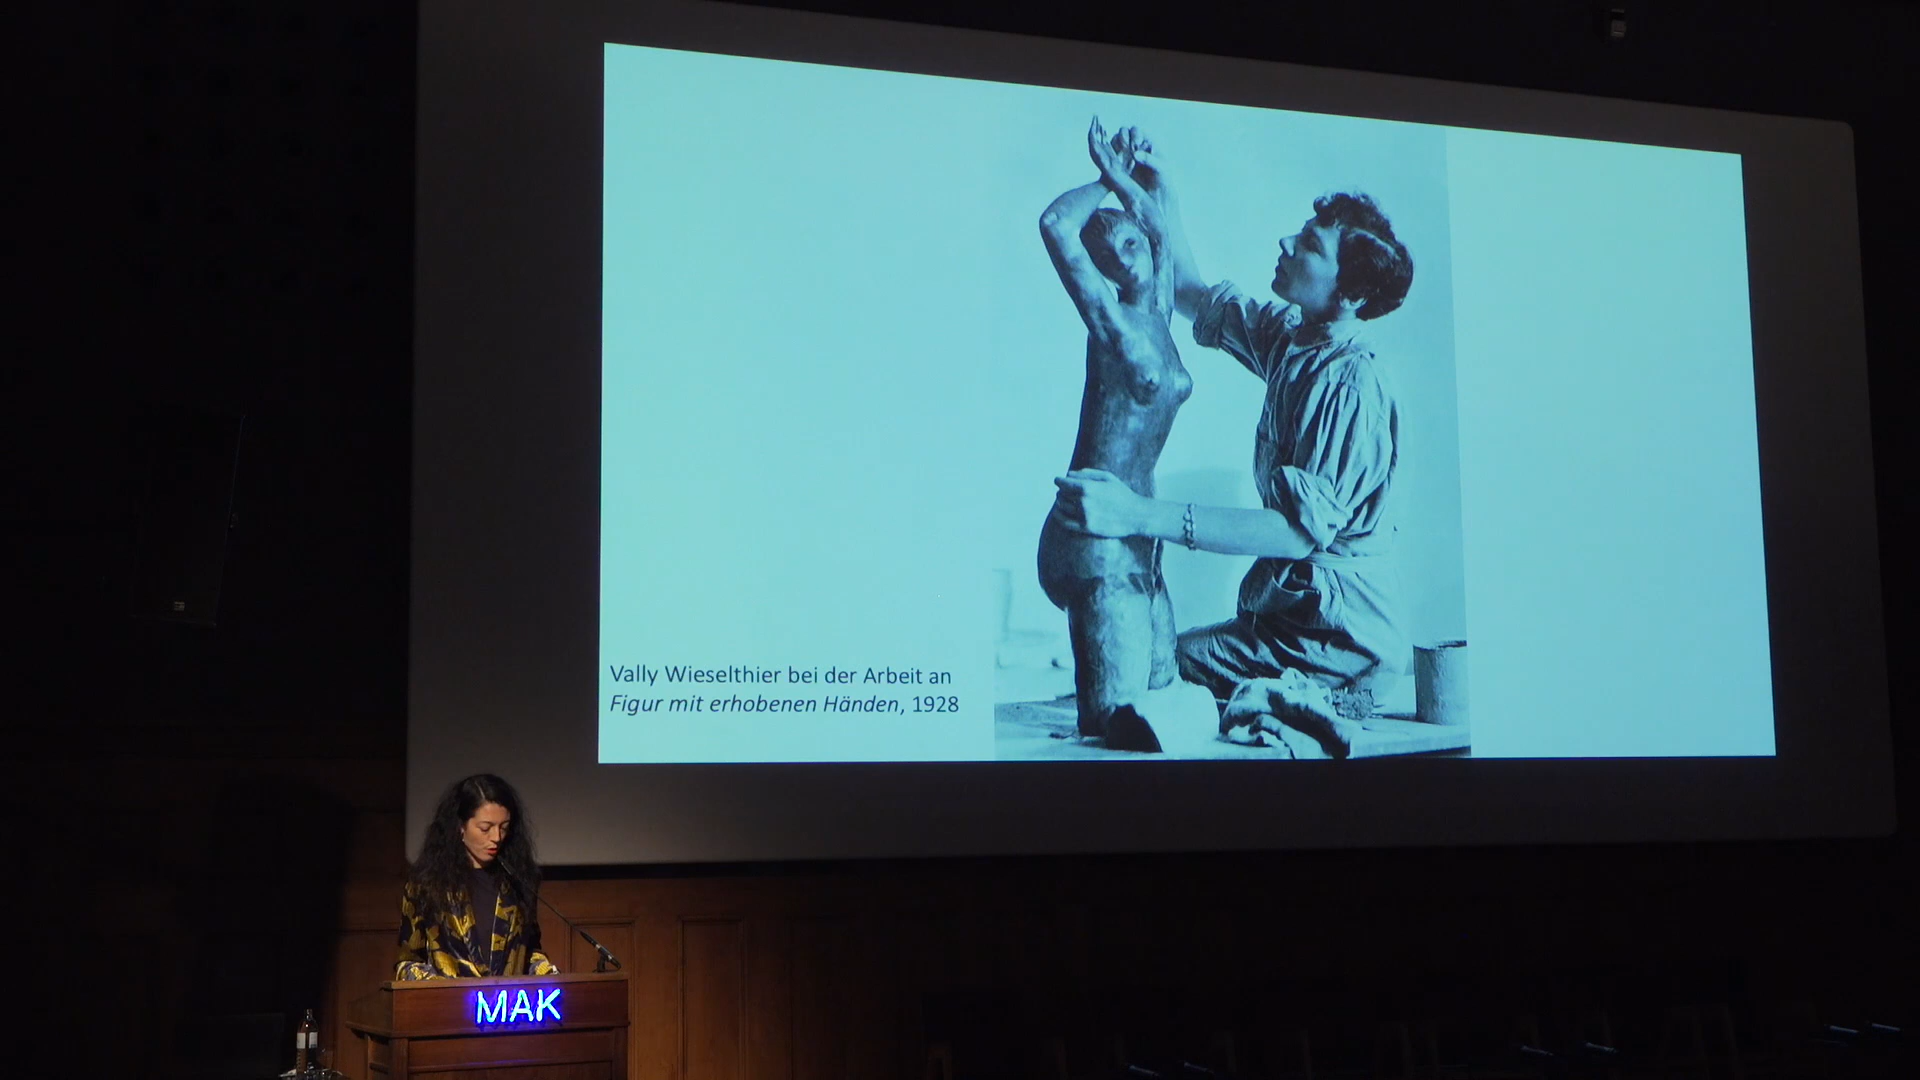 Vally Wieselthier bei der Arbeit an
Figur mit erhobenen Händen, 1928
MAK